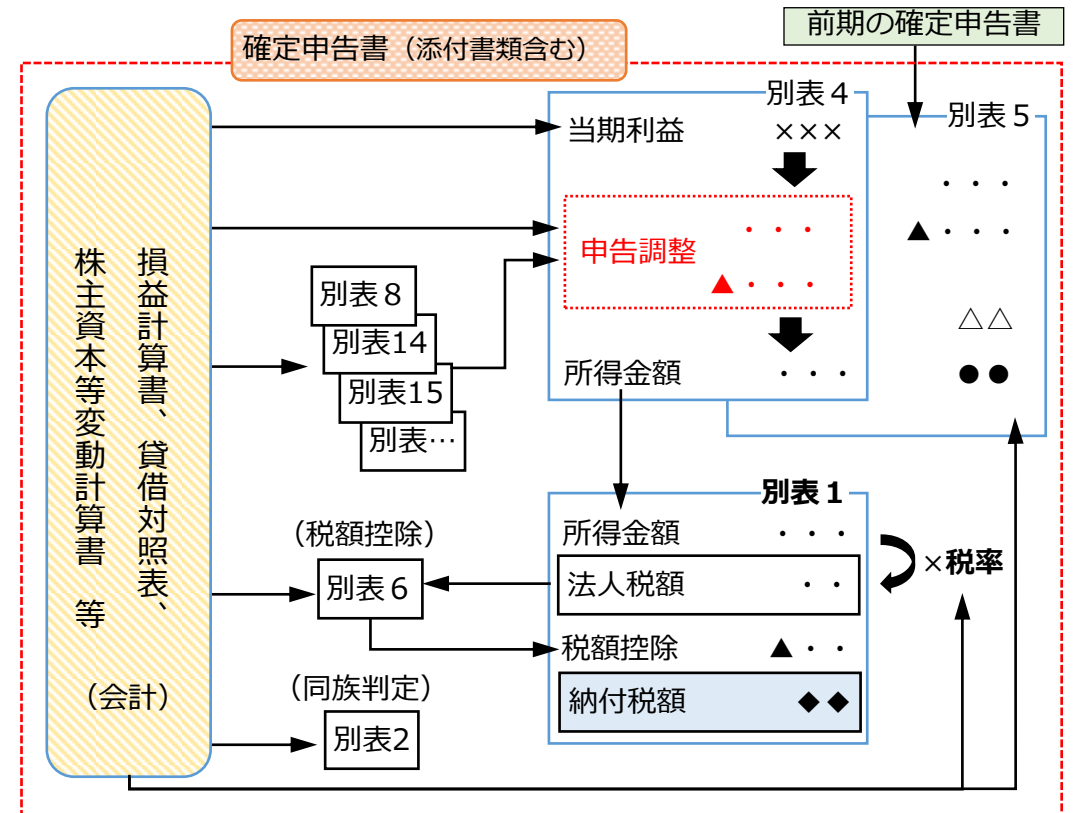 前期の確定申告書
確定申告書（添付書類含む）
損益計算書、貸借対照表、
株主資本等変動計算書　等
（会計）
別表４
当期利益　×××
申告調整　・・・
▲・・・
所得金額　・・・
別表５
・・・
▲・・・
△△
●●
別表８
別表14
別表15
別表…
別表１
所得金額　・・・
法人税額　・・
税額控除　▲・・
納付税額　◆◆
×税率
（税額控除）
別表６
（同族判定）
別表2